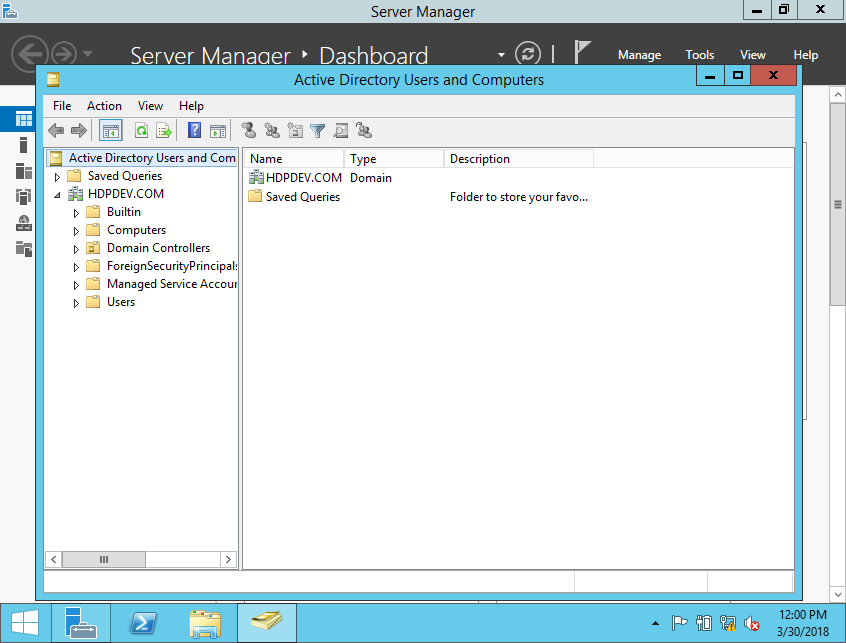 Server Manager
Server Manager ‣ Dashboard
Manage Tools View Help
Active Directory Users and Computers
File Action View Help
Active Directory Users and Com
Saved Queries
HDPDEV.COM
Builtin
Computers
Domain Controllers
ForeignSecurityPrincipals
Managed Service Accour
Users
Name Type Description
HDPDEV.COM Domain
Saved Queries Folder to store your favo...
12:00 PM
3/30/2018